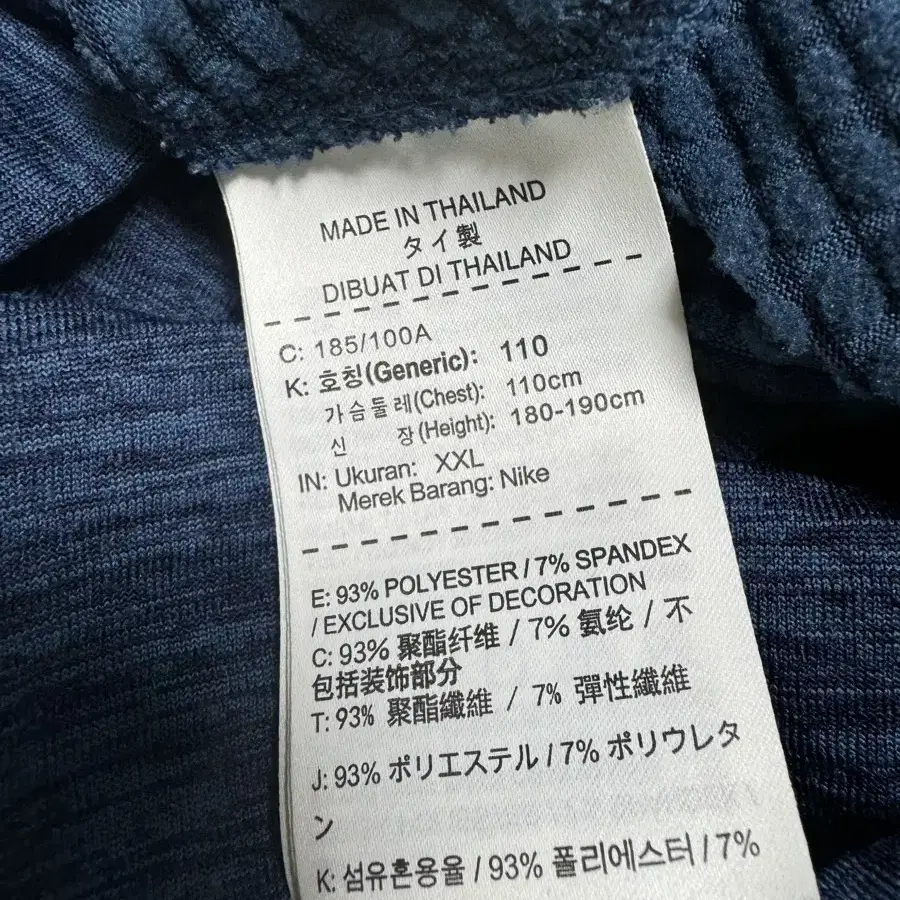 MADE IN THAILAND
タイ製
DIBUAT DI THAILAND
C: 185/100A
K: 호칭(Generic): 110
가슴둘레(Chest): 110cm
신 장(Height): 180-190cm
IN: Ukuran: XXL
Merek Barang: Nike
E: 93% POLYESTER / 7% SPANDEX
/ EXCLUSIVE OF DECORATION
C: 93% 聚酯纤维 / 7% 氨纶 / 不
包括装饰部分
T: 93% 聚酯纖維 / 7% 彈性纖維
J: 93% ポリエステル / 7% ポリウレタ
ン
K: 섬유혼용율 / 93% 폴리에스터 / 7%